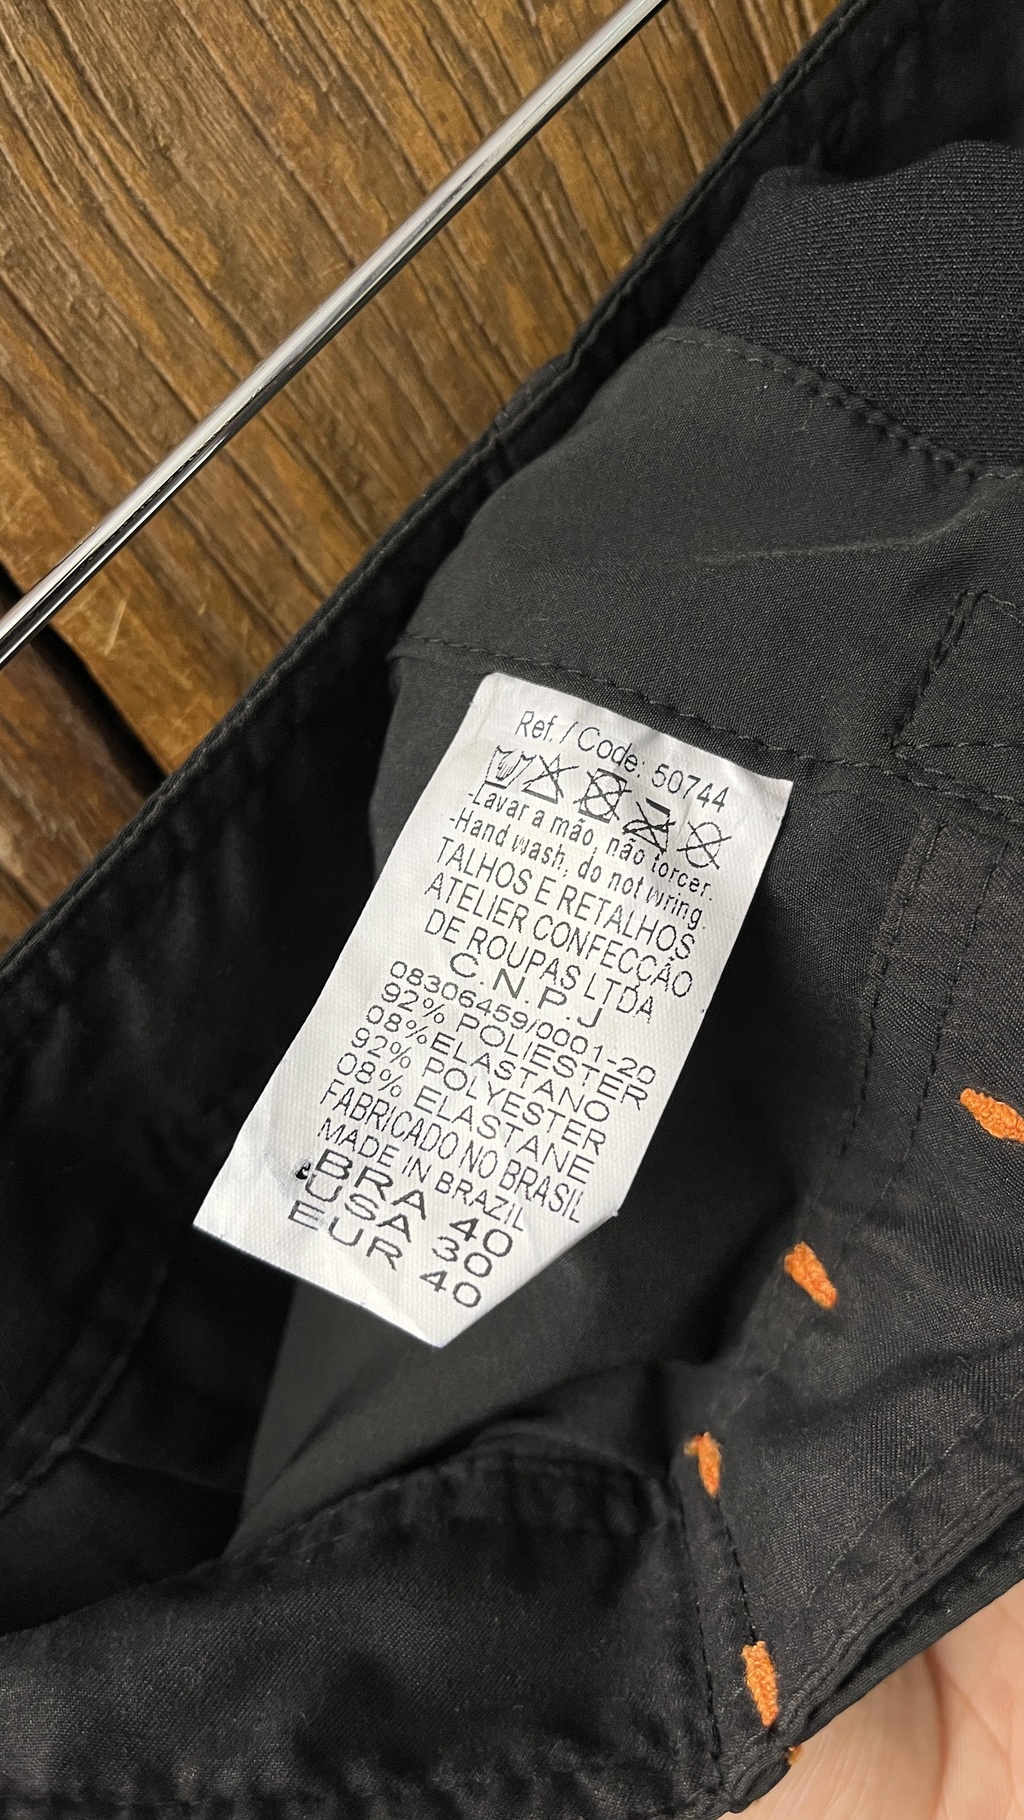 Ref. / Code: 50744
-Lavar a mão, não torcer.
-Hand wash, do not wring.
TALHOS E RETALHOS
ATELIER CONFECÇÃO
DE ROUPAS LTDA
C.N.P.J
08306459/0001-20
92% POLIESTER
08%ELASTANO
92% POLYESTER
08% ELASTANE
FABRICADO NO BRASIL
MADE IN BRAZIL
BRA 40
USA 30
EUR 40